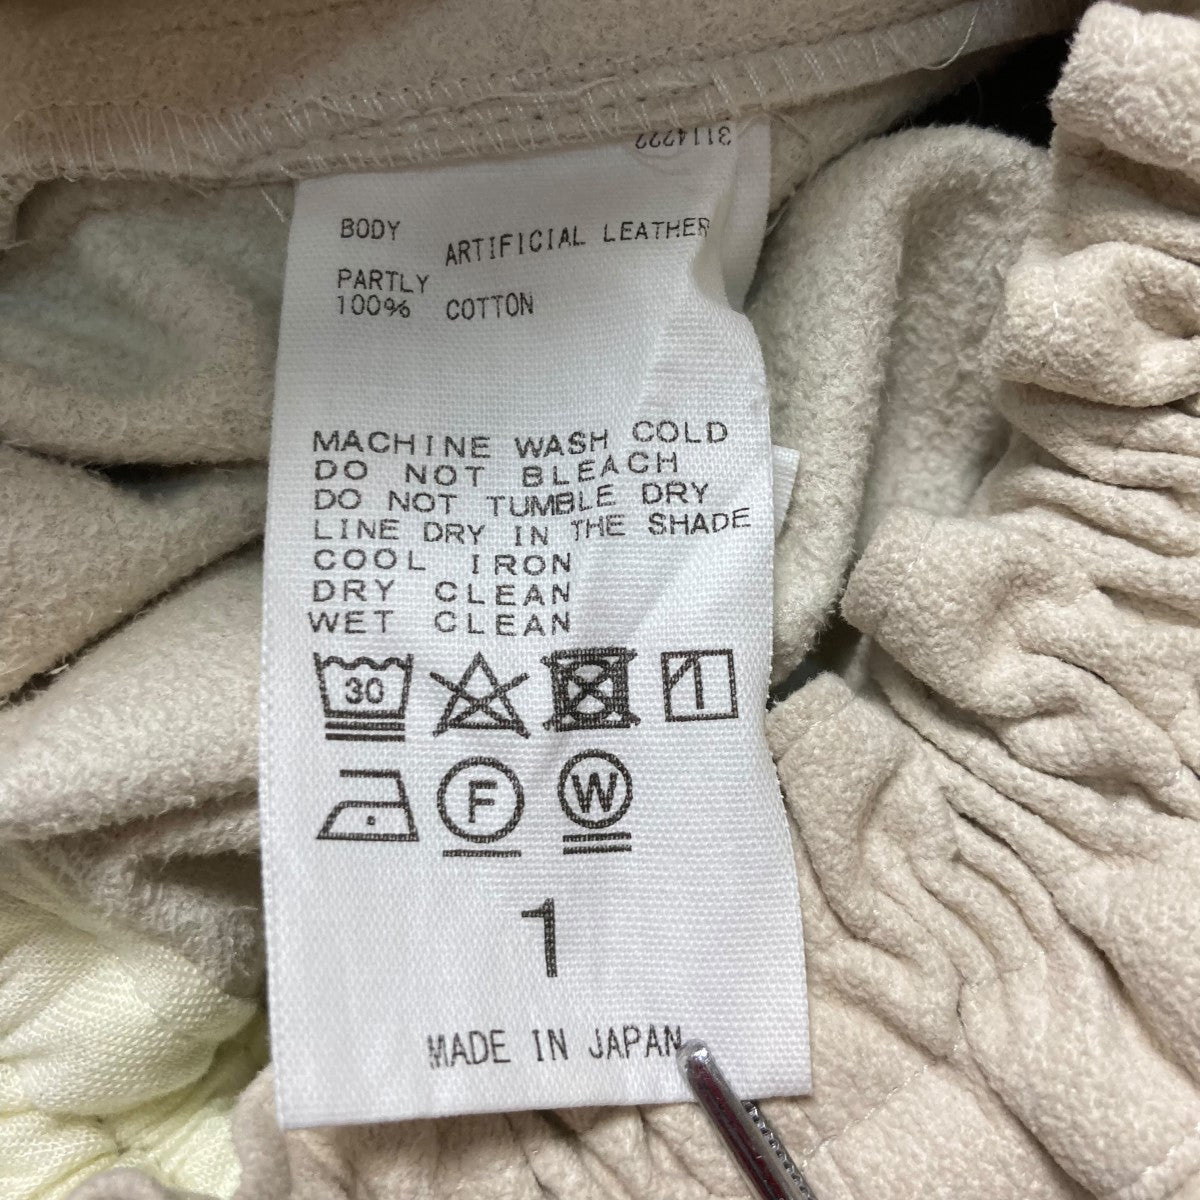 3114222
BODY ARTIFICIAL LEATHER
PARTLY
100% COTTON
MACHINE WASH COLD
DO NOT BLEACH
DO NOT TUMBLE DRY
LINE DRY IN THE SHADE
COOL IRON
DRY CLEAN
WET CLEAN
30
F W
1
MADE IN JAPAN